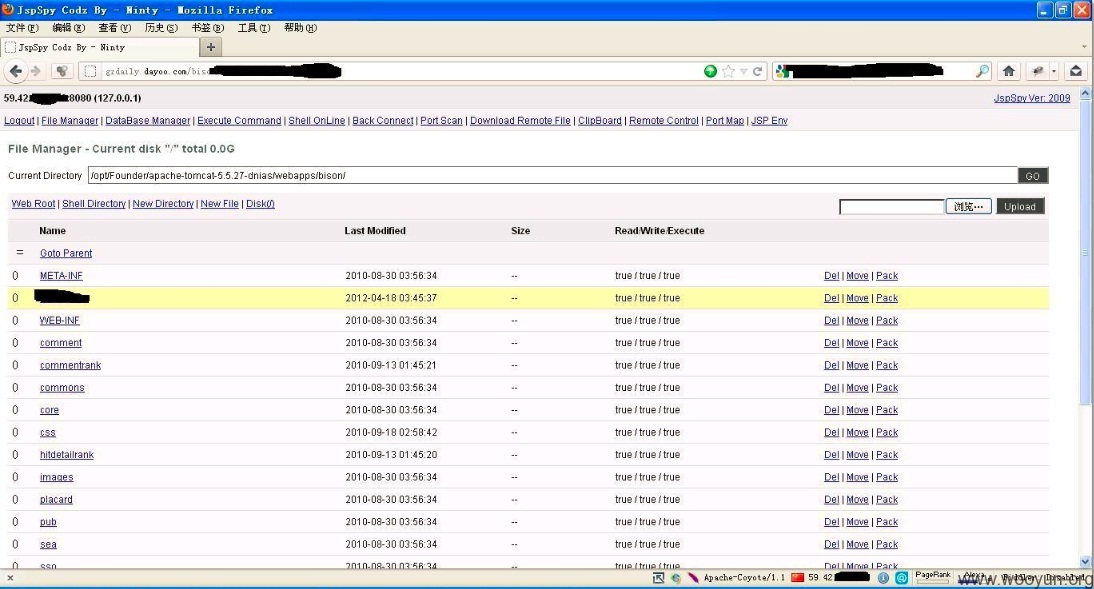 JspSpy Codz By - Ninty - Mozilla Firefox
文件(F) 编辑(E) 查看(V) 历史(S) 书签(B) 工具(T) 帮助(H)
JspSpy Codz By - Ninty
gzdaily.dayoo.com/biso
59.42 :8080 (127.0.0.1) JspSpy Ver: 2009
Logout | File Manager | DataBase Manager | Execute Command | Shell OnLine | Back Connect | Port Scan | Download Remote File | ClipBoard | Remote Control | Port Map | JSP Env
File Manager - Current disk "/" total 0.0G
Current Directory /opt/Founder/apache-tomcat-5.5.27-dnias/webapps/bison/ GO
Web Root | Shell Directory | New Directory | New File | Disk(/) 浏览… Upload
Name Last Modified Size Read/Write/Execute
= Goto Parent
0 META-INF 2010-08-30 03:56:34 -- true / true / true Del | Move | Pack
0 2012-04-18 03:45:37 -- true / true / true Del | Move | Pack
0 WEB-INF 2010-08-30 03:56:34 -- true / true / true Del | Move | Pack
0 comment 2010-08-30 03:56:34 -- true / true / true Del | Move | Pack
0 commentrank 2010-09-13 01:45:21 -- true / true / true Del | Move | Pack
0 commons 2010-08-30 03:56:34 -- true / true / true Del | Move | Pack
0 core 2010-08-30 03:56:34 -- true / true / true Del | Move | Pack
0 css 2010-09-18 02:58:42 -- true / true / true Del | Move | Pack
0 hitdetailrank 2010-09-13 01:45:20 -- true / true / true Del | Move | Pack
0 images 2010-08-30 03:56:34 -- true / true / true Del | Move | Pack
0 placard 2010-08-30 03:56:34 -- true / true / true Del | Move | Pack
0 pub 2010-08-30 03:56:34 -- true / true / true Del | Move | Pack
0 sea 2010-08-30 03:56:34 -- true / true / true Del | Move | Pack
0 sso 2010-08-30 03:56:34 -- true / true / true Del | Move | Pack
Apache-Coyote/1.1 59.42 PageRank Alexa
www.wooyun.org